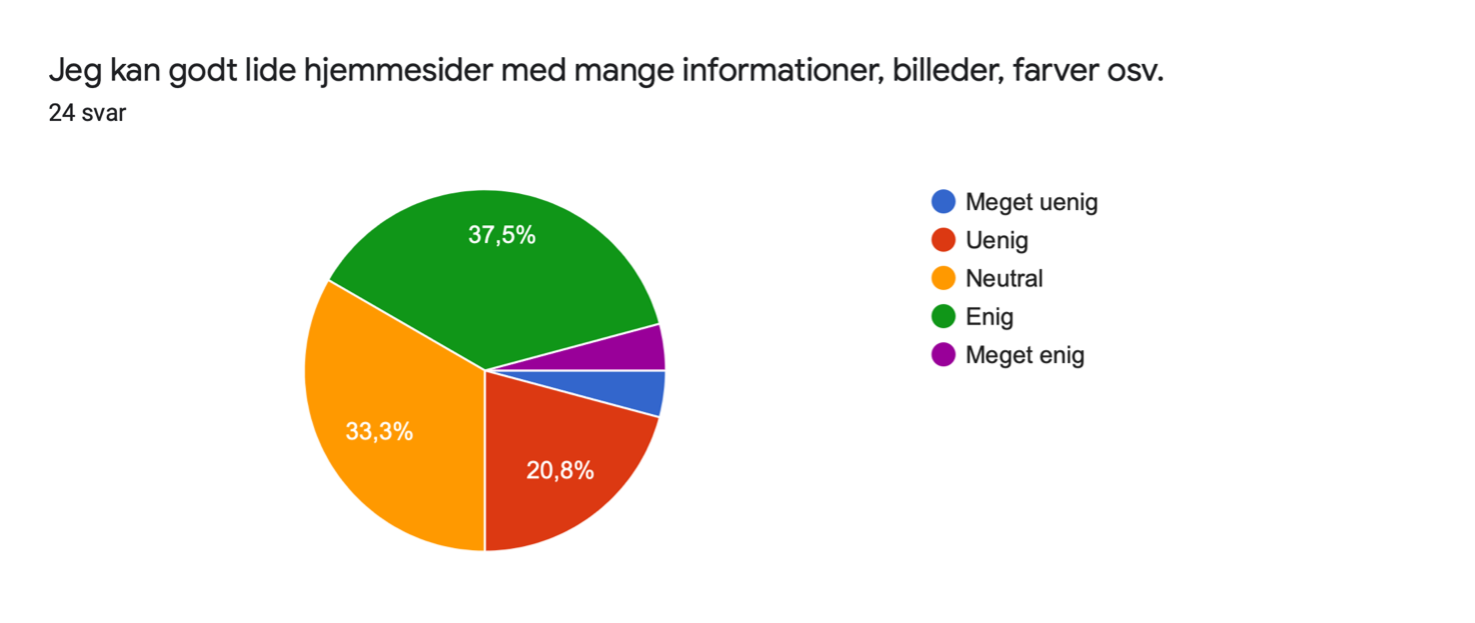 Jeg kan godt lide hjemmesider med mange informationer, billeder, farver osv.
24 svar
37,5%
33,3%
20,8%
Meget uenig
Uenig
Neutral
Enig
Meget enig